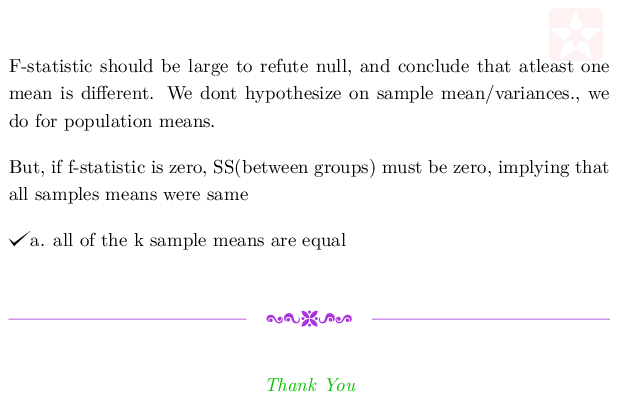 F-statistic should be large to refute null, and conclude that atleast one
mean is different. We dont hypothesize on sample mean/variances., we
do for population means.
But, if f-statistic is zero, SS(between groups) must be zero, implying that
all samples means were same
✓a. all of the k sample means are equal
Thank You